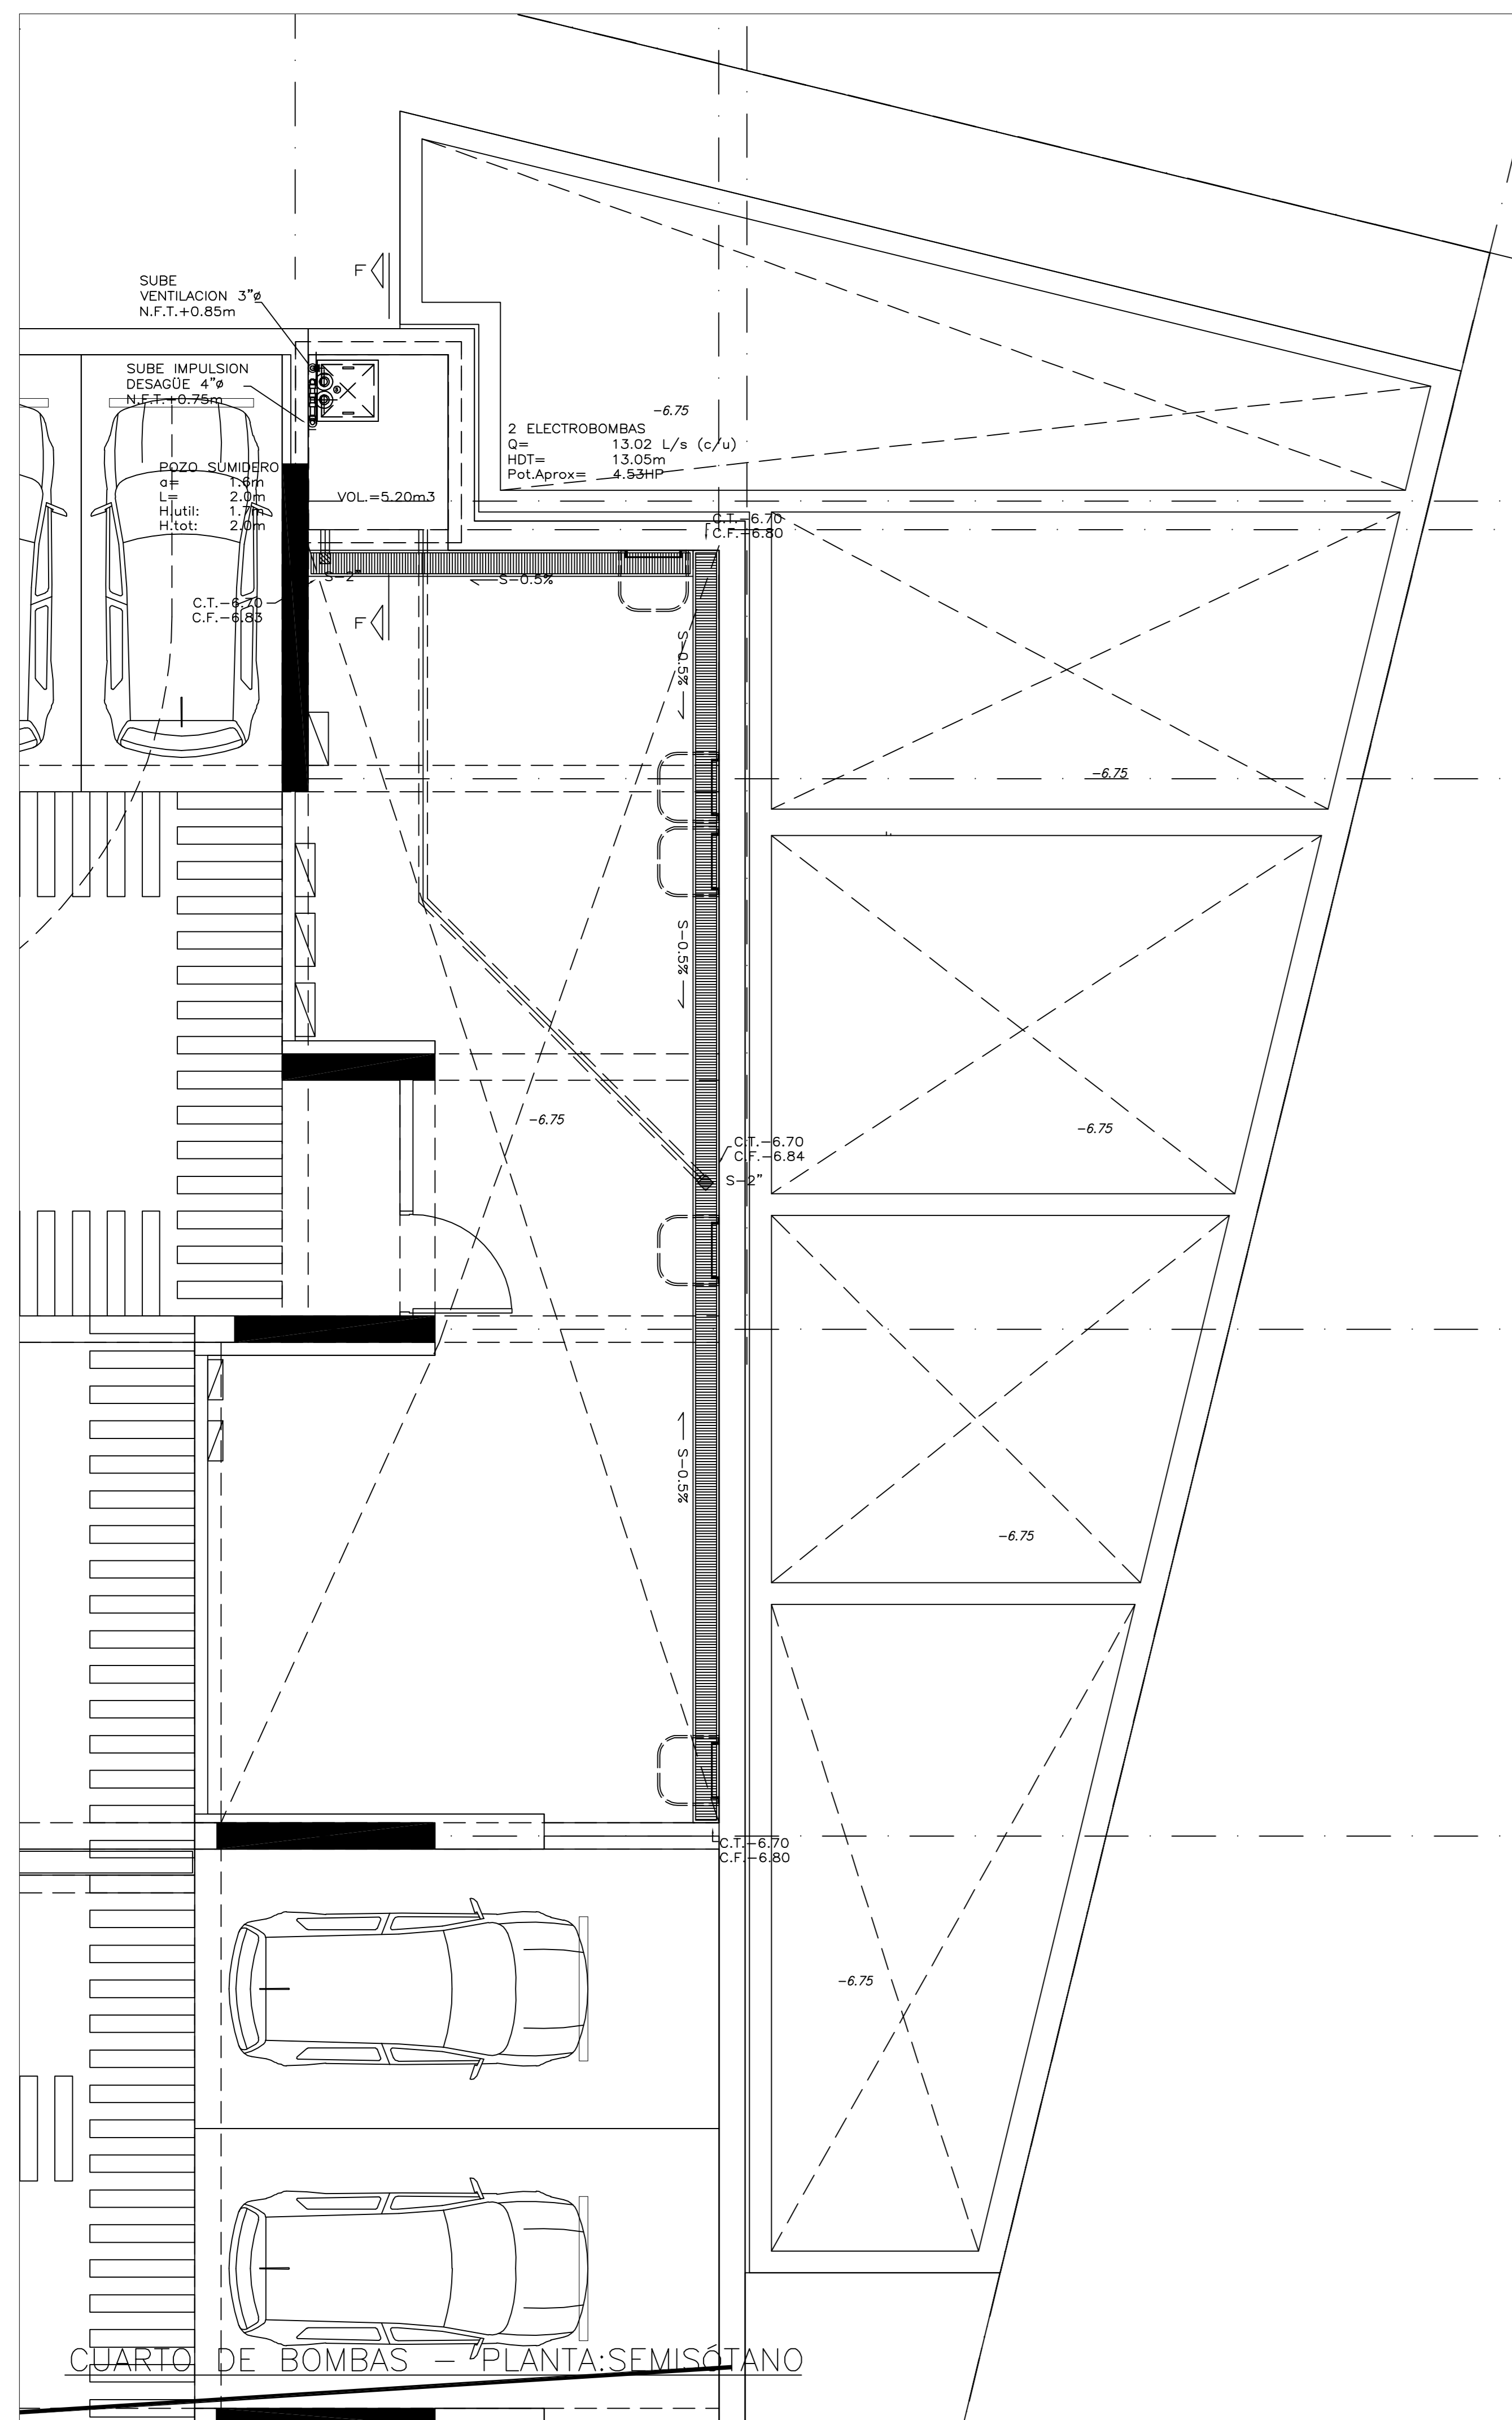 SUBE
VENTILACION 3"ø
N.F.T.+0.85m
F
SUBE IMPULSION
DESAGÜE 4"ø
N.F.T.+0.75m
-6.75
2 ELECTROBOMBAS
Q= 13.02 L/s (c/u)
HDT= 13.05m
Pot.Aprox= 4.53HP
POZO SUMIDERO
a= 1.6m
L= 2.0m
H.util: 1.7m
H.tot: 2.0m
VOL.=5.20m3
C.T.-6.70
C.F.-6.80
S-2"
S-0.5%
C.T.-6.70
C.F.-6.83
F
S-0.5%
-6.75
S-0.5%
-6.75
-6.75
C.T.-6.70
C.F.-6.84
S-2"
S-0.5%
-6.75
C.T.-6.70
C.F.-6.80
-6.75
CUARTO DE BOMBAS - PLANTA:SEMISÓTANO